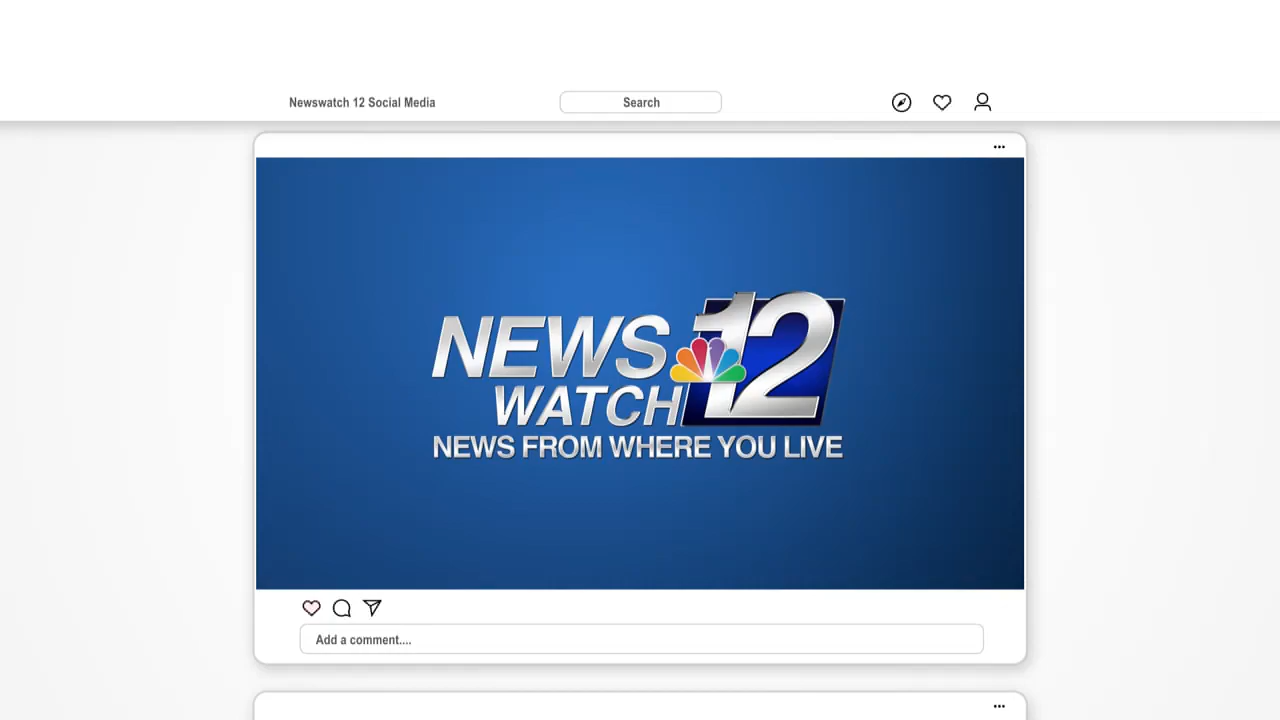 Newswatch 12 Social Media
Search
NEWS 12
WATCH
NEWS FROM WHERE YOU LIVE
Add a comment....